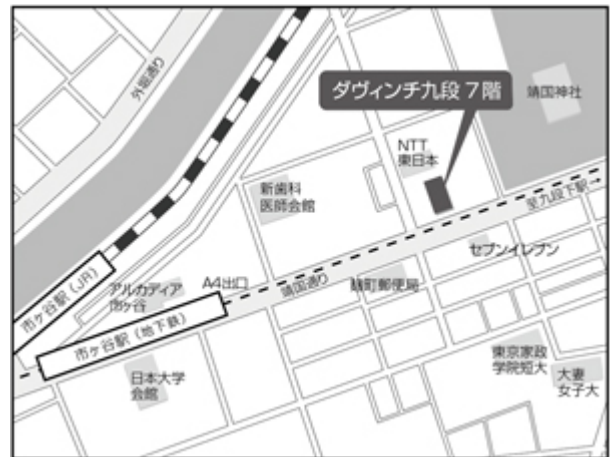 外堀通り
ダヴィンチ九段 7階
靖国神社
NTT
東日本
新歯科
医師会館
至九段下駅→
セブンイレブン
靖国通り
麹町郵便局
A4出口
アルカディア
市ヶ谷
市ヶ谷駅（JR）
市ヶ谷駅（地下鉄）
日本大学
会館
東京家政
学院短大
大妻
女子大